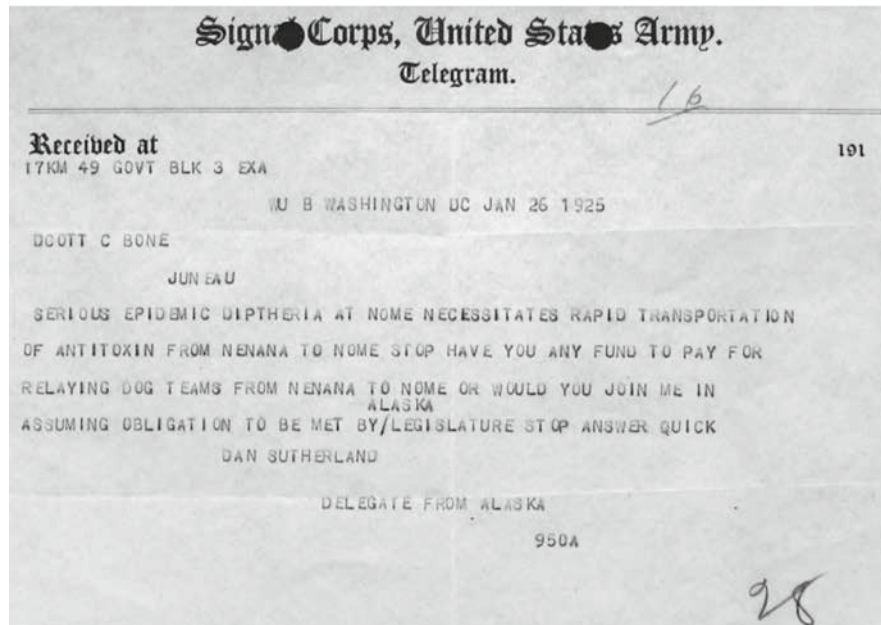 Signal Corps, United States Army.
Telegram.
16
Received at
191
17KM 49 GOVT BLK 3 EXA
WU B WASHINGTON DC JAN 26 1925
DCOTT C BONE
JUNEAU
SERIOUS EPIDEMIC DIPTHERIA AT NOME NECESSITATES RAPID TRANSPORTATION
OF ANTITOXIN FROM NENANA TO NOME STOP HAVE YOU ANY FUND TO PAY FOR
RELAYING DOG TEAMS FROM NENANA TO NOME OR WOULD YOU JOIN ME IN
ALASKA
ASSUMING OBLIGATION TO BE MET BY/LEGISLATURE STOP ANSWER QUICK
DAN SUTHERLAND
DELEGATE FROM ALASKA
950A
28